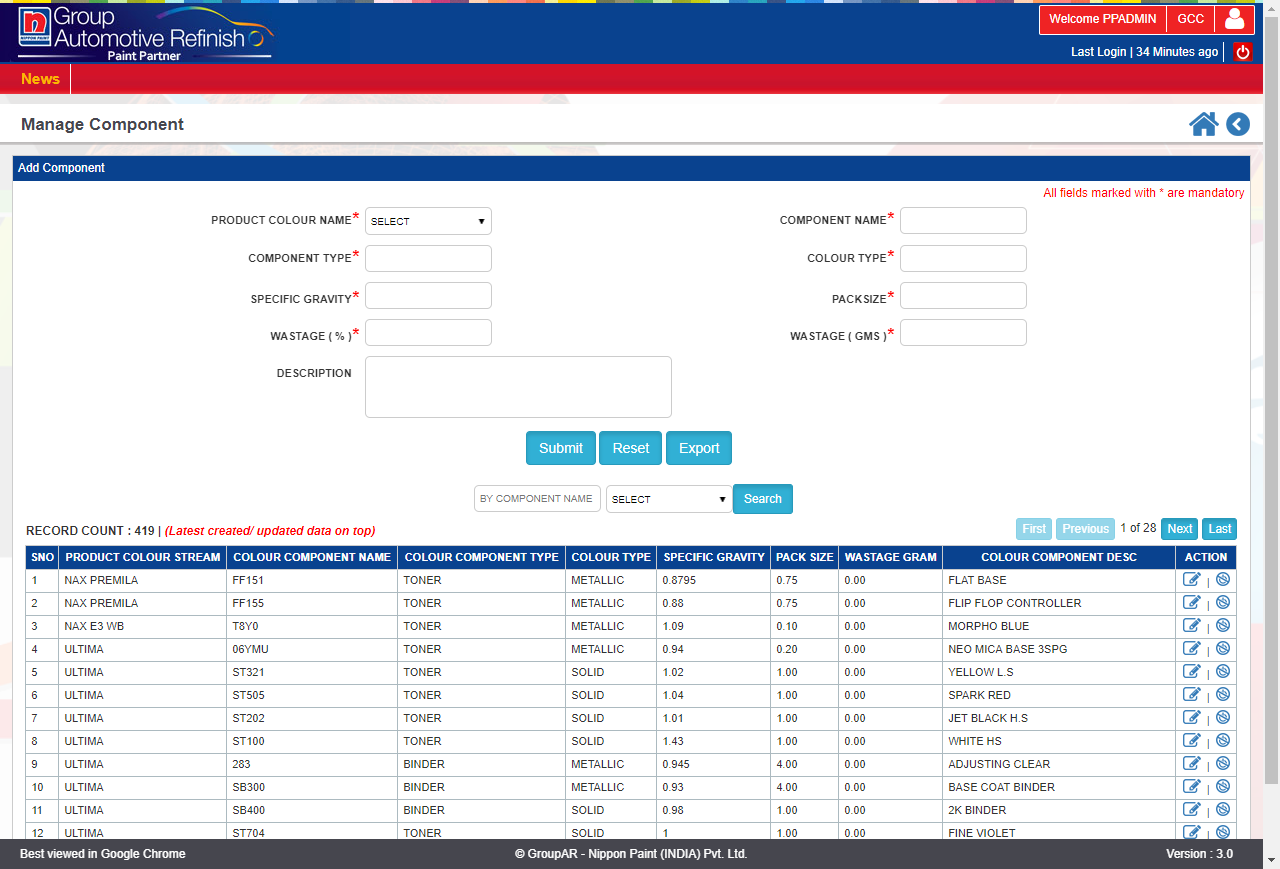 n
NIPPON PAINT
Group
Automotive Refinish
Paint Partner
Welcome PPADMIN GCC
Last Login | 34 Minutes ago
News
Manage Component
Add Component
All fields marked with * are mandatory
PRODUCT COLOUR NAME* SELECT COMPONENT NAME*
COMPONENT TYPE* COLOUR TYPE*
SPECIFIC GRAVITY* PACKSIZE*
WASTAGE ( % )* WASTAGE ( GMS )*
DESCRIPTION
Submit Reset Export
BY COMPONENT NAME SELECT Search
RECORD COUNT : 419 | (Latest created/ updated data on top) First Previous 1 of 28 Next Last
SNO PRODUCT COLOUR STREAM COLOUR COMPONENT NAME COLOUR COMPONENT TYPE COLOUR TYPE SPECIFIC GRAVITY PACK SIZE WASTAGE GRAM COLOUR COMPONENT DESC ACTION
1 NAX PREMILA FF151 TONER METALLIC 0.8795 0.75 0.00 FLAT BASE |
2 NAX PREMILA FF155 TONER METALLIC 0.88 0.75 0.00 FLIP FLOP CONTROLLER |
3 NAX E3 WB T8Y0 TONER METALLIC 1.09 0.10 0.00 MORPHO BLUE |
4 ULTIMA 06YMU TONER METALLIC 0.94 0.20 0.00 NEO MICA BASE 3SPG |
5 ULTIMA ST321 TONER SOLID 1.02 1.00 0.00 YELLOW L.S |
6 ULTIMA ST505 TONER SOLID 1.04 1.00 0.00 SPARK RED |
7 ULTIMA ST202 TONER SOLID 1.01 1.00 0.00 JET BLACK H.S |
8 ULTIMA ST100 TONER SOLID 1.43 1.00 0.00 WHITE HS |
9 ULTIMA 283 BINDER METALLIC 0.945 4.00 0.00 ADJUSTING CLEAR |
10 ULTIMA SB300 BINDER METALLIC 0.93 4.00 0.00 BASE COAT BINDER |
11 ULTIMA SB400 BINDER SOLID 0.98 1.00 0.00 2K BINDER |
12 ULTIMA ST704 TONER SOLID 1 1.00 0.00 FINE VIOLET |
Best viewed in Google Chrome © GroupAR - Nippon Paint (INDIA) Pvt. Ltd. Version : 3.0